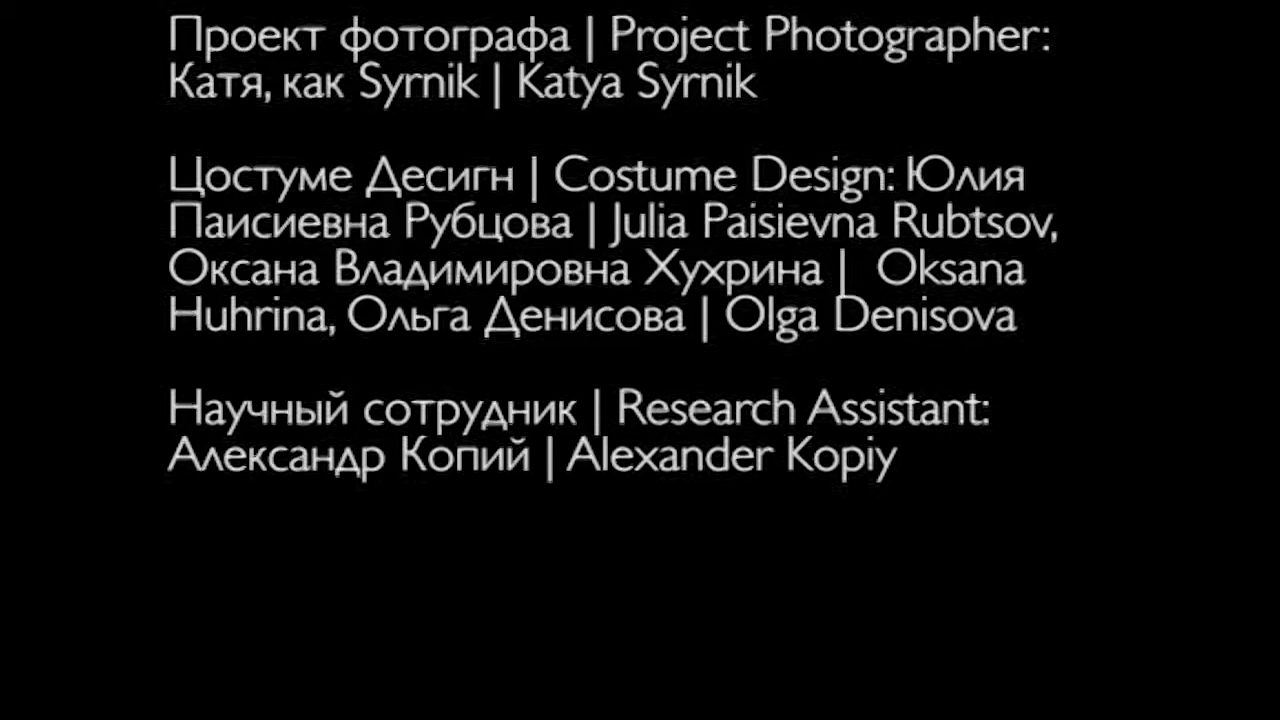 Проект фотографа | Project Photographer:
Катя, как Syrnik | Katya Syrnik
Цостуме Десигн | Costume Design: Юлия
Паисиевна Рубцова | Julia Paisievna Rubtsov,
Оксана Владимировна Хухрина | Oksana
Huhrina, Ольга Денисова | Olga Denisova
Научный сотрудник | Research Assistant:
Александр Копий | Alexander Kopiy